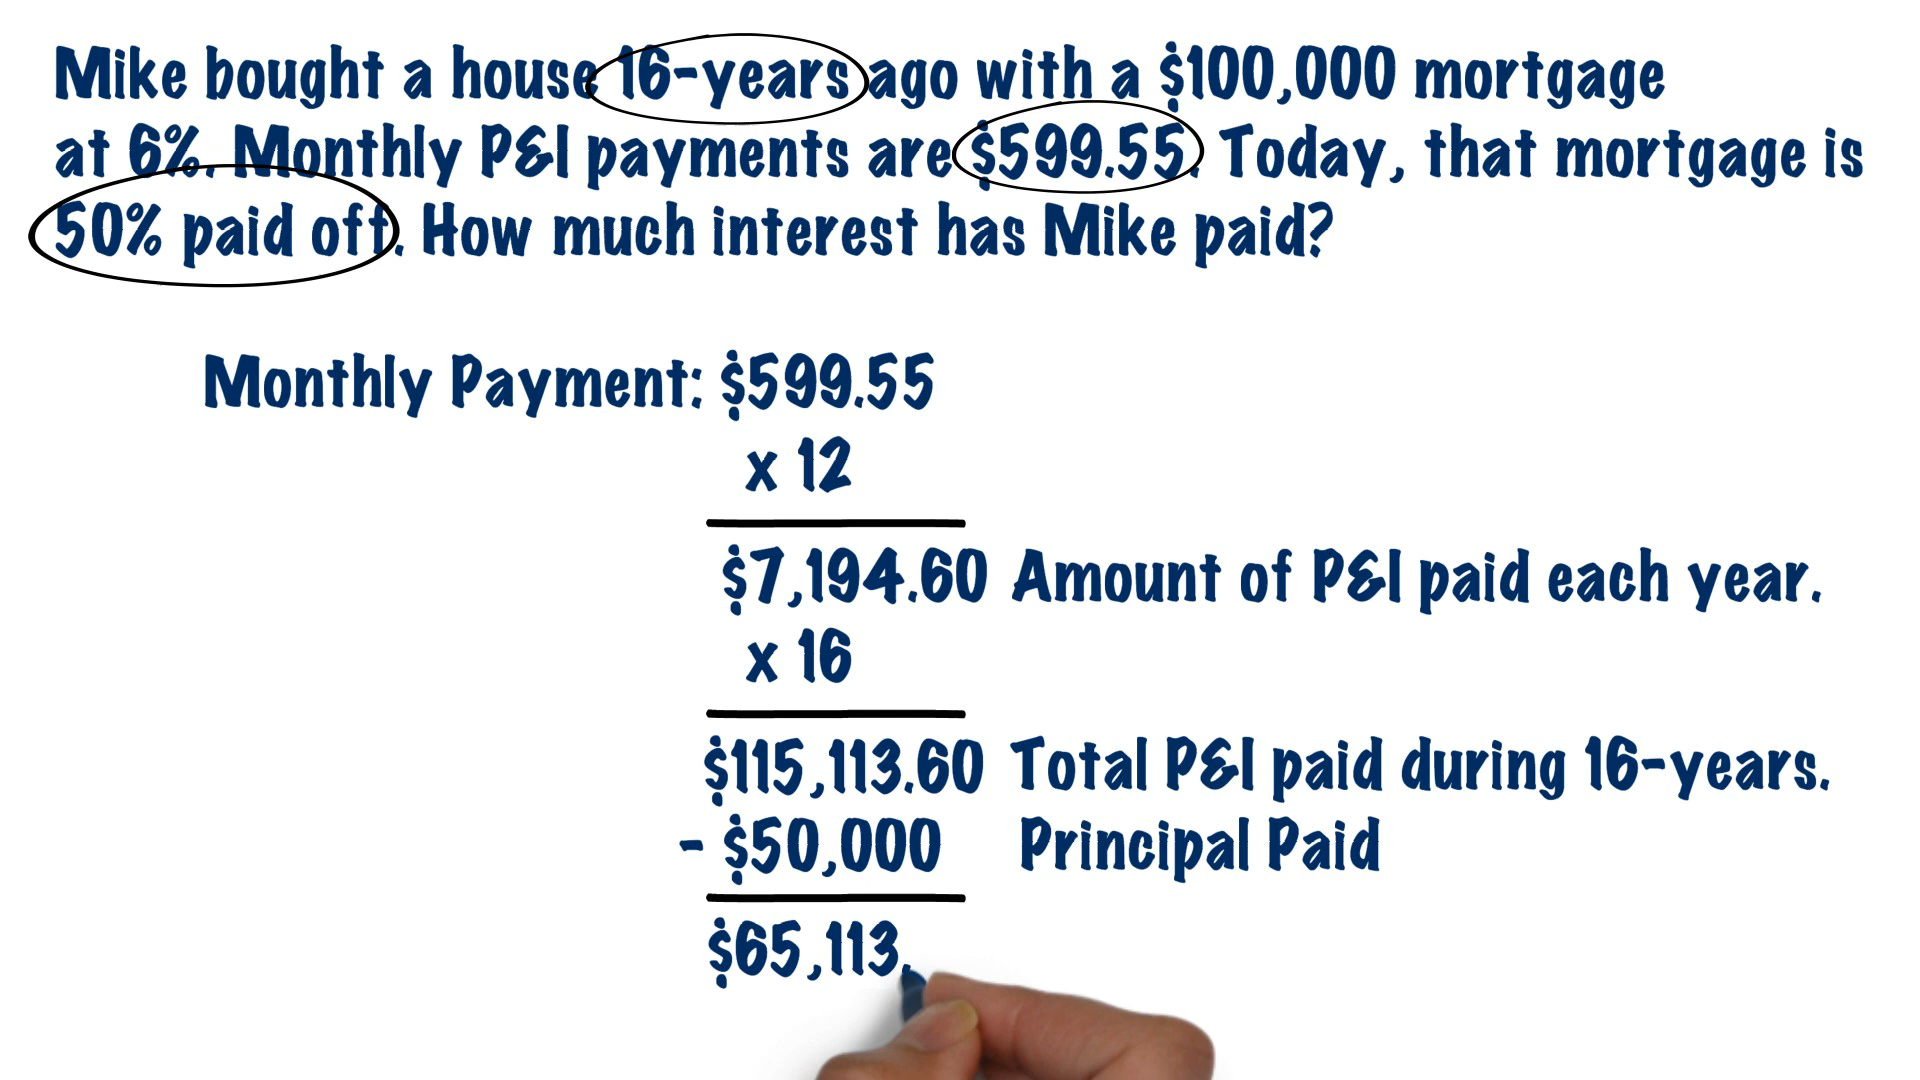 Mike bought a house 16-years ago with a $100,000 mortgage
at 6%. Monthly P&I payments are $599.55. Today, that mortgage is
50% paid off. How much interest has Mike paid?
Monthly Payment: $599.55
x 12
$7,194.60 Amount of P&I paid each year.
x 16
$115,113.60 Total P&I paid during 16-years.
- $50,000 Principal Paid
$65,113.